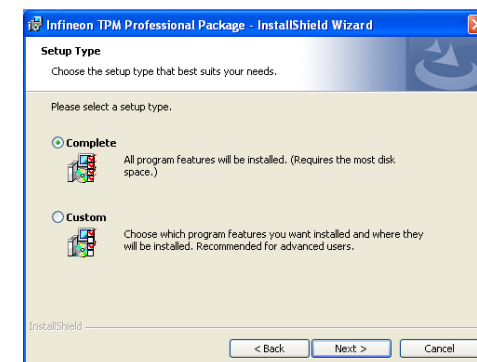 Infineon TPM Professional Package - InstallShield Wizard
Setup Type
Choose the setup type that best suits your needs.
Please select a setup type.
Complete
All program features will be installed. (Requires the most disk
space.)
Custom
Choose which program features you want installed and where they
will be installed. Recommended for advanced users.
InstallShield
< Back Next > Cancel